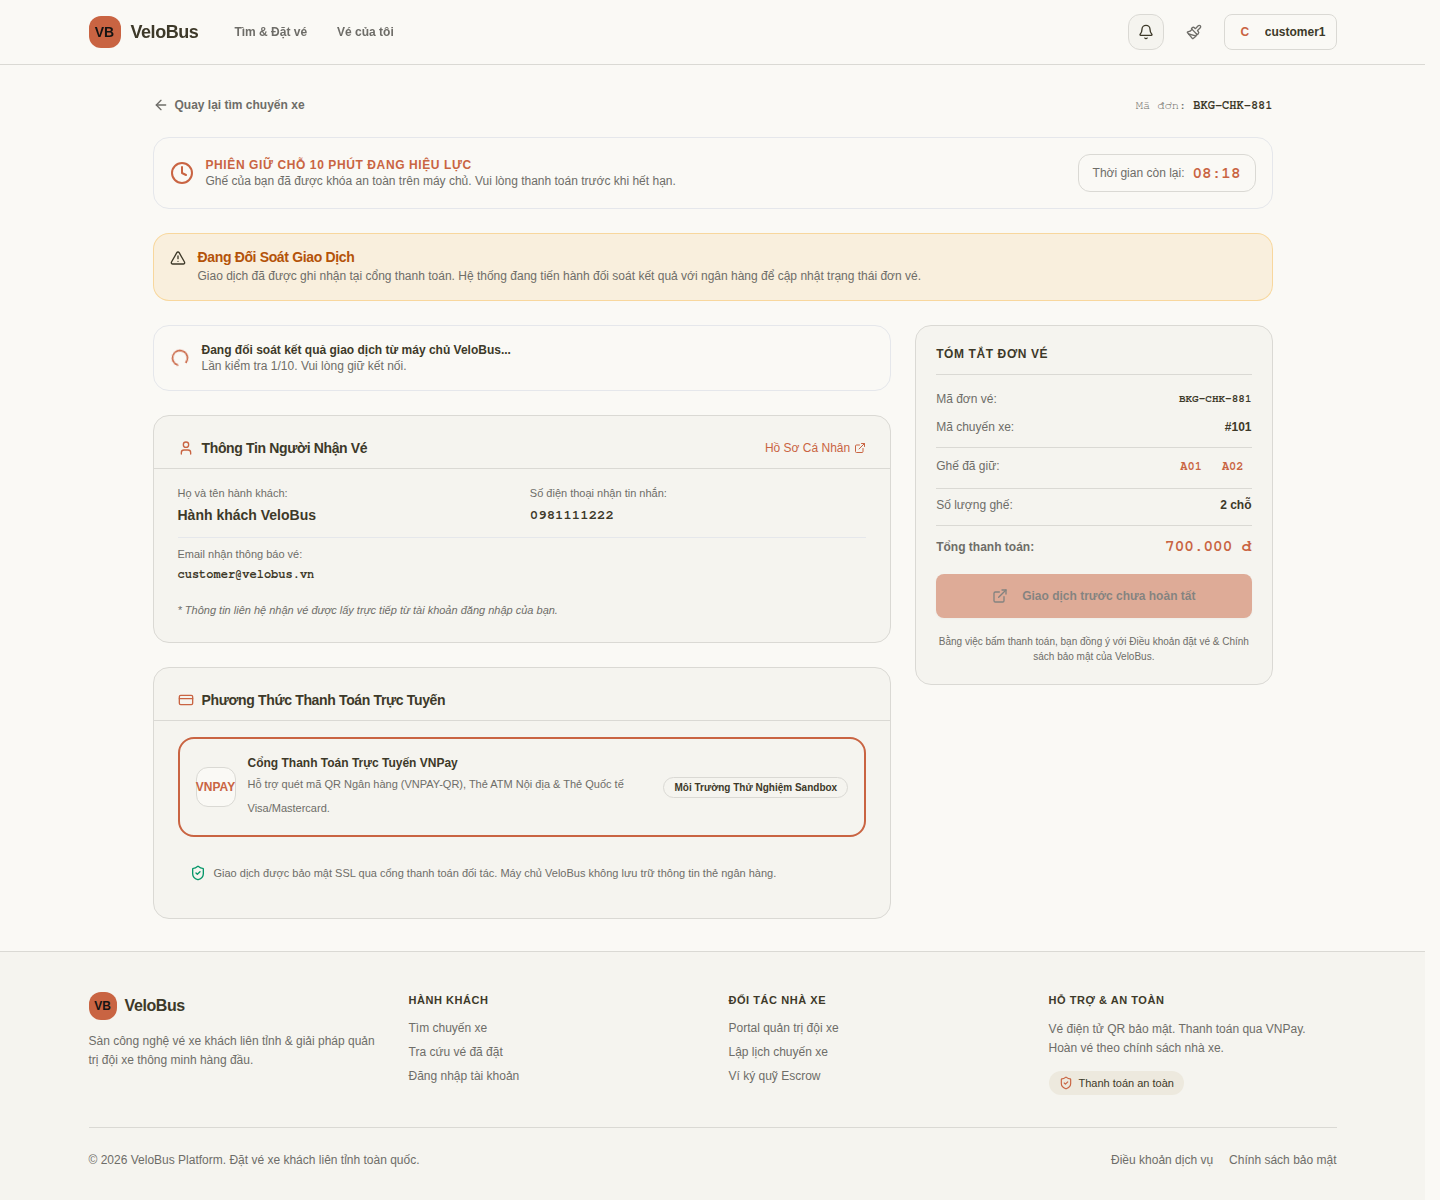 VB VeloBus Tìm & Đặt vé Vé của tôi C customer1
Quay lại tìm chuyến xe Mã đơn: BKG-CHK-881
PHIÊN GIỮ CHỖ 10 PHÚT ĐANG HIỆU LỰC
Ghế của bạn đã được khóa an toàn trên máy chủ. Vui lòng thanh toán trước khi hết hạn.
Thời gian còn lại: 08:18
Đang Đối Soát Giao Dịch
Giao dịch đã được ghi nhận tại cổng thanh toán. Hệ thống đang tiến hành đối soát kết quả với ngân hàng để cập nhật trạng thái đơn vé.
Đang đối soát kết quả giao dịch từ máy chủ VeloBus...
Lần kiểm tra 1/10. Vui lòng giữ kết nối.
Thông Tin Người Nhận Vé Hồ Sơ Cá Nhân
Họ và tên hành khách: Số điện thoại nhận tin nhắn:
Hành khách VeloBus 0981111222
Email nhận thông báo vé:
customer@velobus.vn
* Thông tin liên hệ nhận vé được lấy trực tiếp từ tài khoản đăng nhập của bạn.
Phương Thức Thanh Toán Trực Tuyến
VNPAY
Cổng Thanh Toán Trực Tuyến VNPay
Hỗ trợ quét mã QR Ngân hàng (VNPAY-QR), Thẻ ATM Nội địa & Thẻ Quốc tế
Visa/Mastercard.
Môi Trường Thử Nghiệm Sandbox
Giao dịch được bảo mật SSL qua cổng thanh toán đối tác. Máy chủ VeloBus không lưu trữ thông tin thẻ ngân hàng.
TÓM TẮT ĐƠN VÉ
Mã đơn vé: BKG-CHK-881
Mã chuyến xe: #101
Ghế đã giữ: A01 A02
Số lượng ghế: 2 chỗ
Tổng thanh toán: 700.000 đ
Giao dịch trước chưa hoàn tất
Bằng việc bấm thanh toán, bạn đồng ý với Điều khoản đặt vé & Chính
sách bảo mật của VeloBus.
VB VeloBus
Sàn công nghệ vé xe khách liên tỉnh & giải pháp quản
trị đội xe thông minh hàng đầu.
HÀNH KHÁCH
Tìm chuyến xe
Tra cứu vé đã đặt
Đăng nhập tài khoản
ĐỐI TÁC NHÀ XE
Portal quản trị đội xe
Lập lịch chuyến xe
Ví ký quỹ Escrow
HỖ TRỢ & AN TOÀN
Vé điện tử QR bảo mật. Thanh toán qua VNPay.
Hoàn vé theo chính sách nhà xe.
Thanh toán an toàn
© 2026 VeloBus Platform. Đặt vé xe khách liên tỉnh toàn quốc.
Điều khoản dịch vụ Chính sách bảo mật